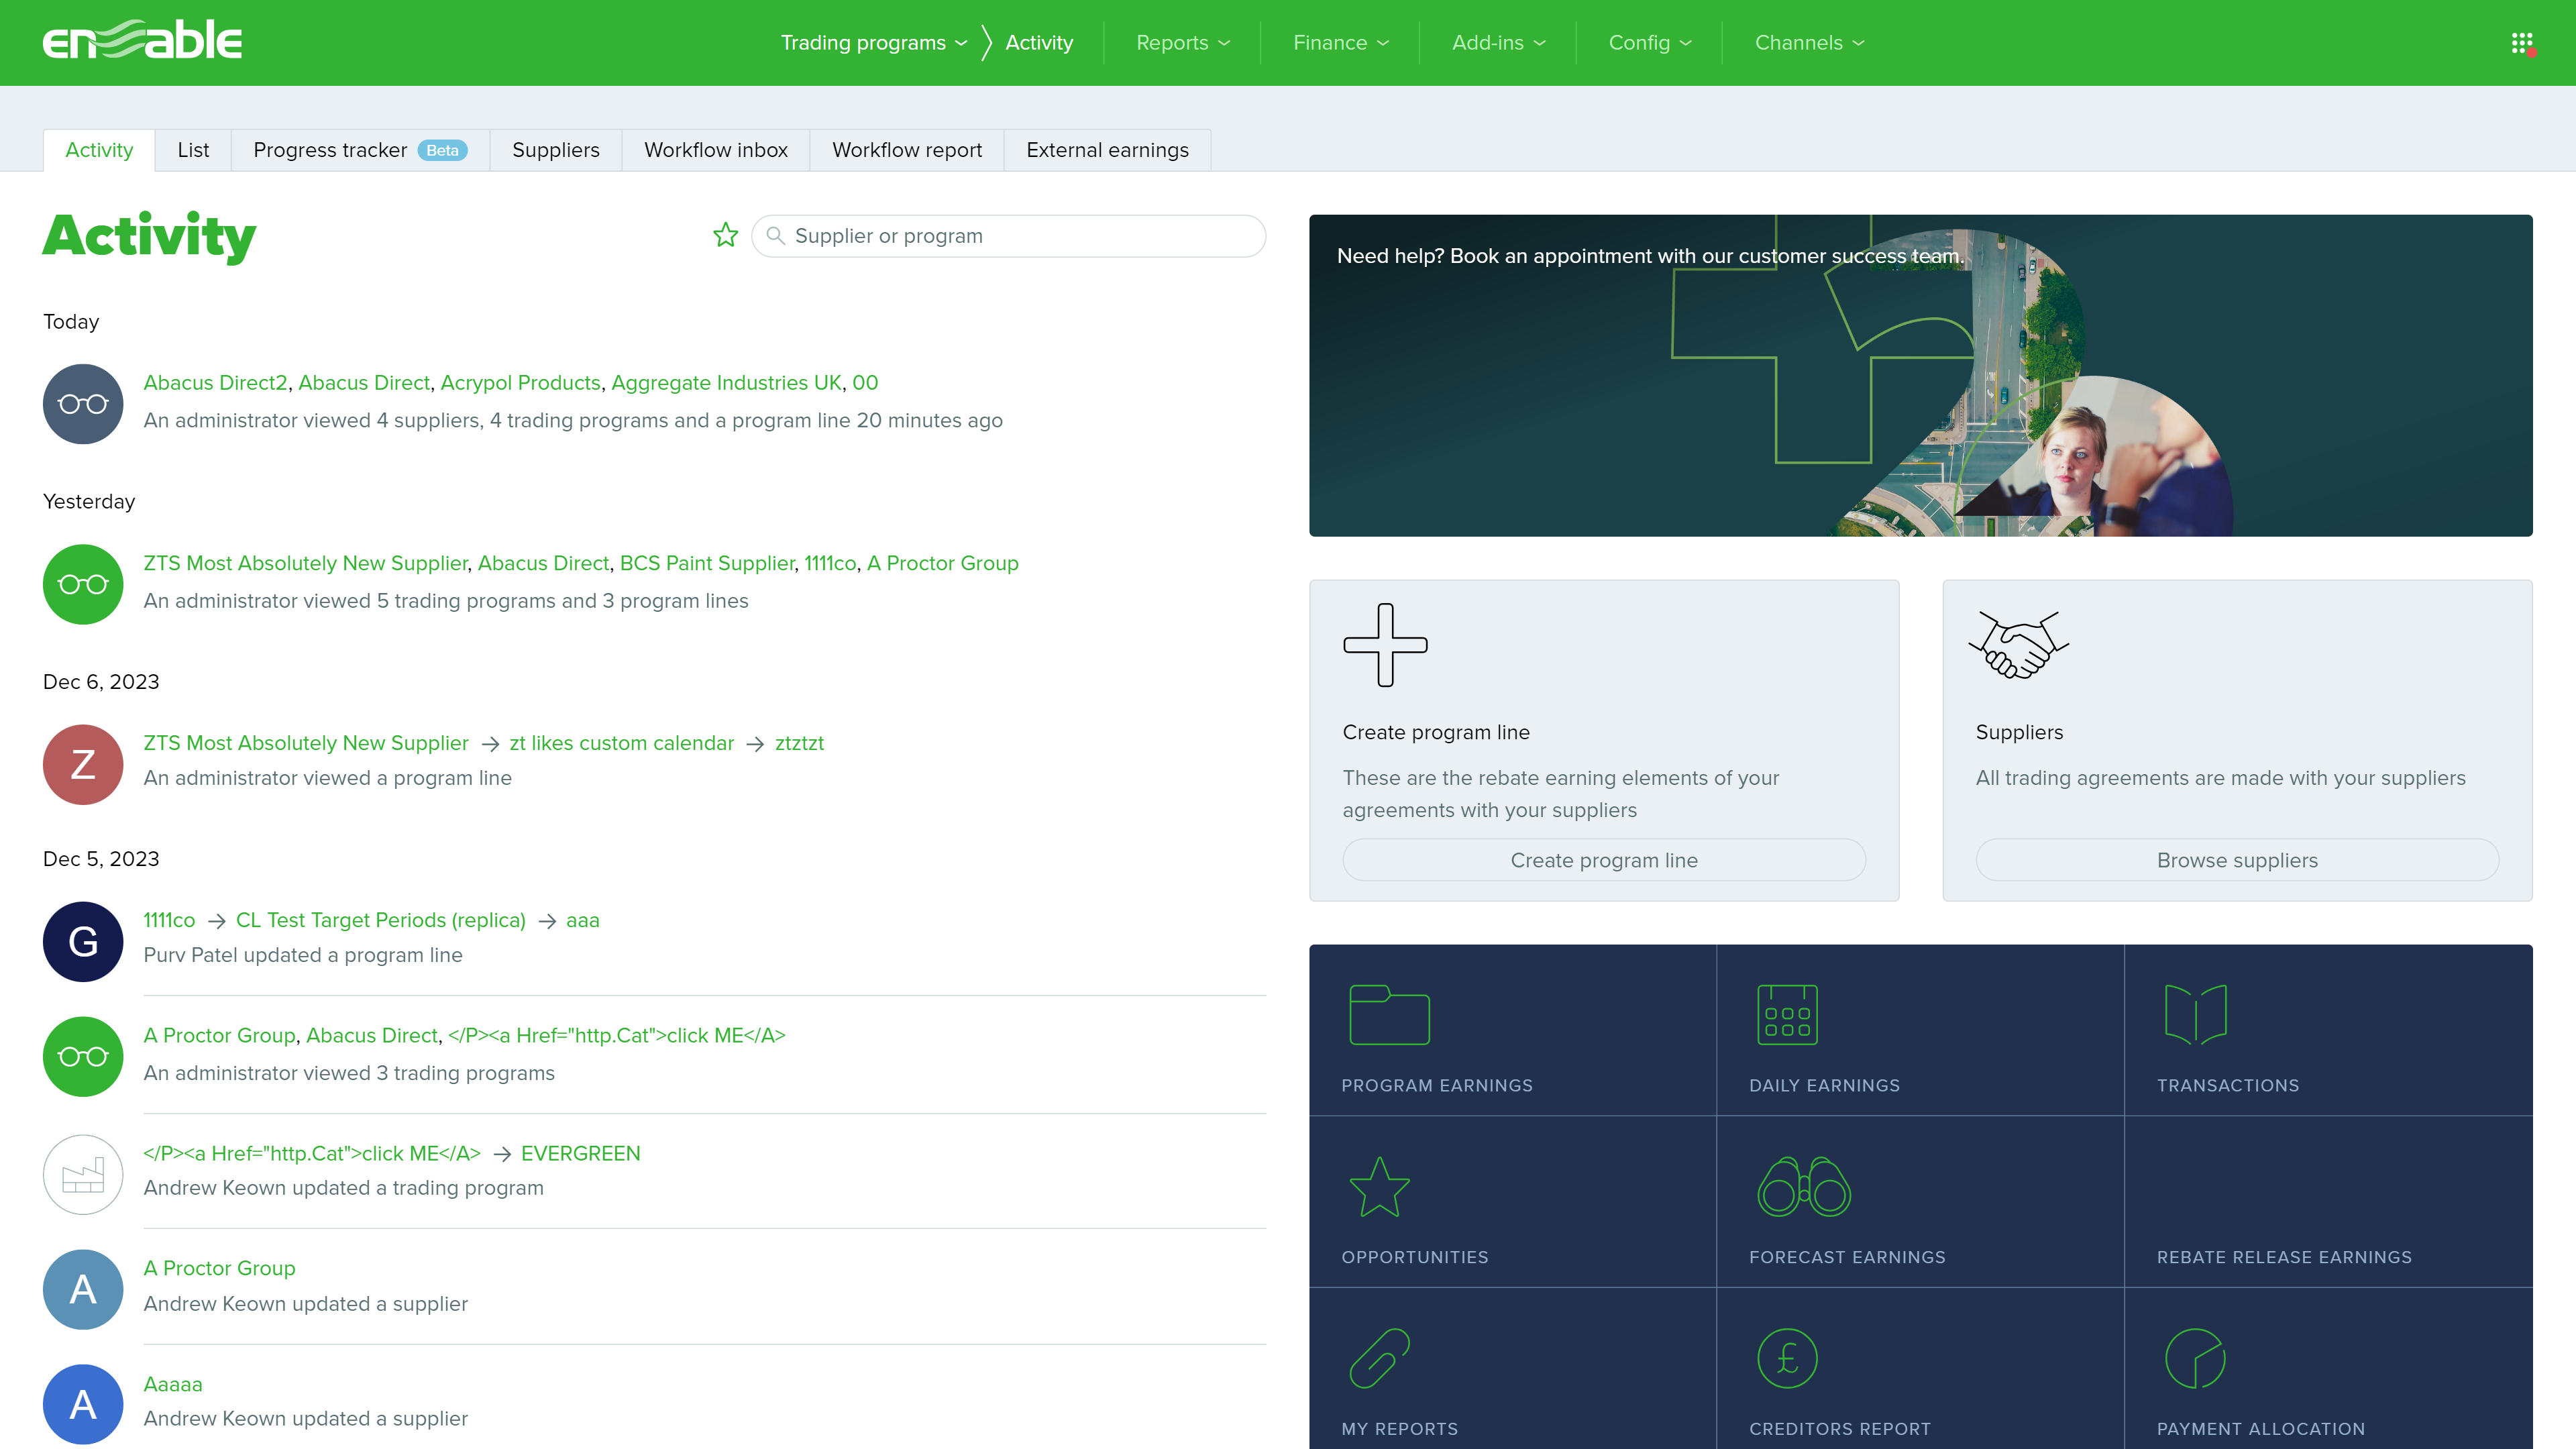 enable
Trading programs
Activity
Reports
Finance
Add-ins
Config
Channels
Activity
List
Progress tracker Beta
Suppliers
Workflow inbox
Workflow report
External earnings
Activity
Supplier or program
Today
Abacus Direct2, Abacus Direct, Acrypol Products, Aggregate Industries UK, 00
An administrator viewed 4 suppliers, 4 trading programs and a program line 20 minutes ago
Yesterday
ZTS Most Absolutely New Supplier, Abacus Direct, BCS Paint Supplier, 1111co, A Proctor Group
An administrator viewed 5 trading programs and 3 program lines
Dec 6, 2023
Z
ZTS Most Absolutely New Supplier → zt likes custom calendar → ztztzt
An administrator viewed a program line
Dec 5, 2023
G
1111co → CL Test Target Periods (replica) → aaa
Purv Patel updated a program line
A Proctor Group, Abacus Direct, </P><a Href="http.Cat">click ME</A>
An administrator viewed 3 trading programs
</P><a Href="http.Cat">click ME</A> → EVERGREEN
Andrew Keown updated a trading program
A
A Proctor Group
Andrew Keown updated a supplier
A
Aaaaa
Andrew Keown updated a supplier
Need help? Book an appointment with our customer success team.
Create program line
These are the rebate earning elements of your
agreements with your suppliers
Create program line
Suppliers
All trading agreements are made with your suppliers
Browse suppliers
PROGRAM EARNINGS
DAILY EARNINGS
TRANSACTIONS
OPPORTUNITIES
FORECAST EARNINGS
REBATE RELEASE EARNINGS
MY REPORTS
£
CREDITORS REPORT
PAYMENT ALLOCATION